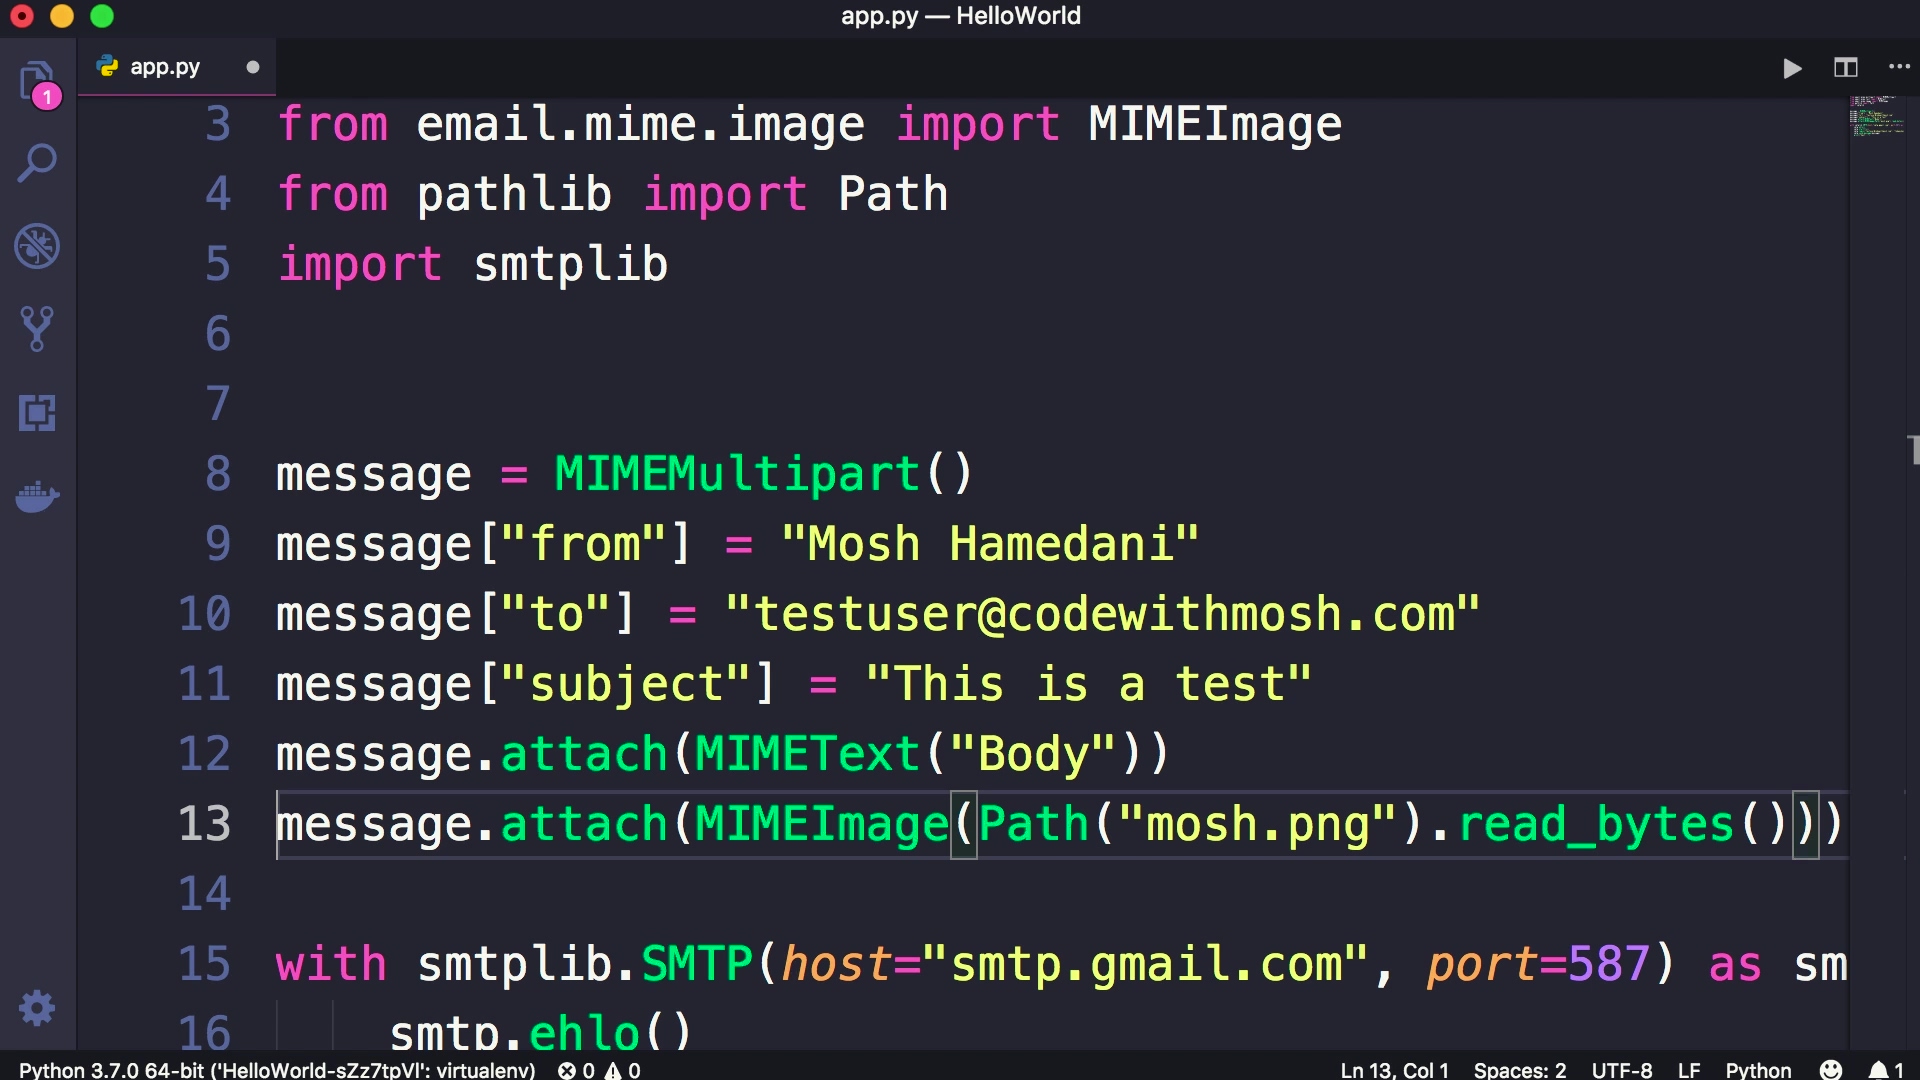 app.py — HelloWorld
app.py
1
3 from email.mime.image import MIMEImage
4 from pathlib import Path
5 import smtplib
6
7
8 message = MIMEMultipart()
9 message["from"] = "Mosh Hamedani"
10 message["to"] = "testuser@codewithmosh.com"
11 message["subject"] = "This is a test"
12 message.attach(MIMEText("Body"))
13 message.attach(MIMEImage(Path("mosh.png").read_bytes()))
14
15 with smtplib.SMTP(host="smtp.gmail.com", port=587) as sm
16 smtp.ehlo()
Python 3.7.0 64-bit ('HelloWorld-sZz7tpVl': virtualenv) 0 0 Ln 13, Col 1 Spaces: 2 UTF-8 LF Python 1